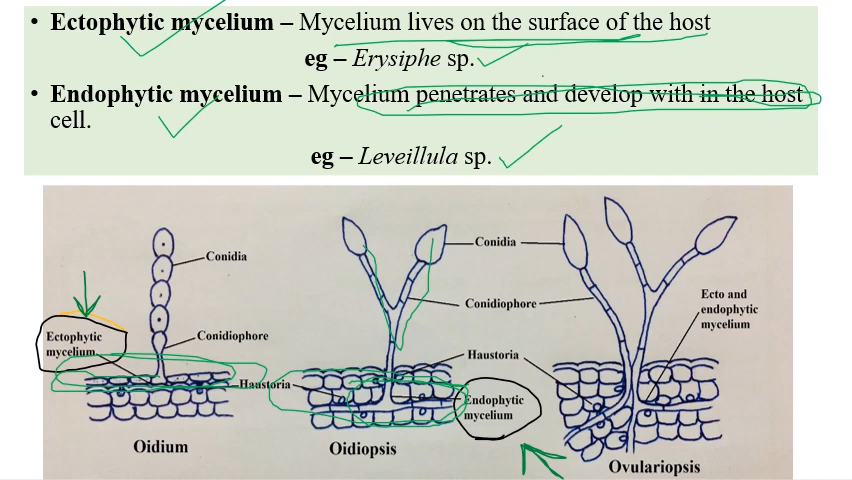 • Ectophytic mycelium – Mycelium lives on the surface of the host
eg – Erysiphe sp.
• Endophytic mycelium – Mycelium penetrates and develop with in the host
cell.
eg – Leveillula sp.
Conidia
Conidia
Conidiophore
Ecto and
endophytic
mycelium
Ectophytic
mycelium
Conidiophore
Haustoria
Haustoria
Endophytic
mycelium
Oidium
Oidiopsis
Ovulariopsis